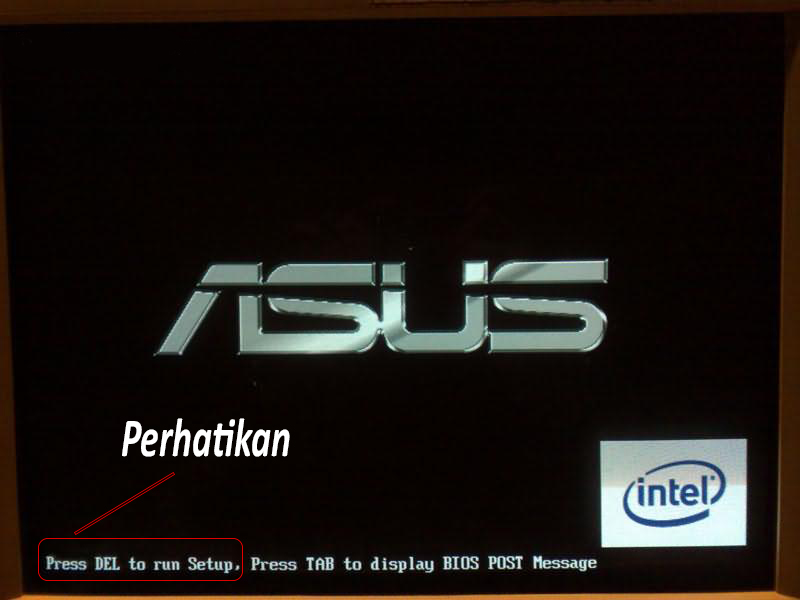 ASUS
Perhatikan
intel
Press DEL to run Setup, Press TAB to display BIOS POST Message